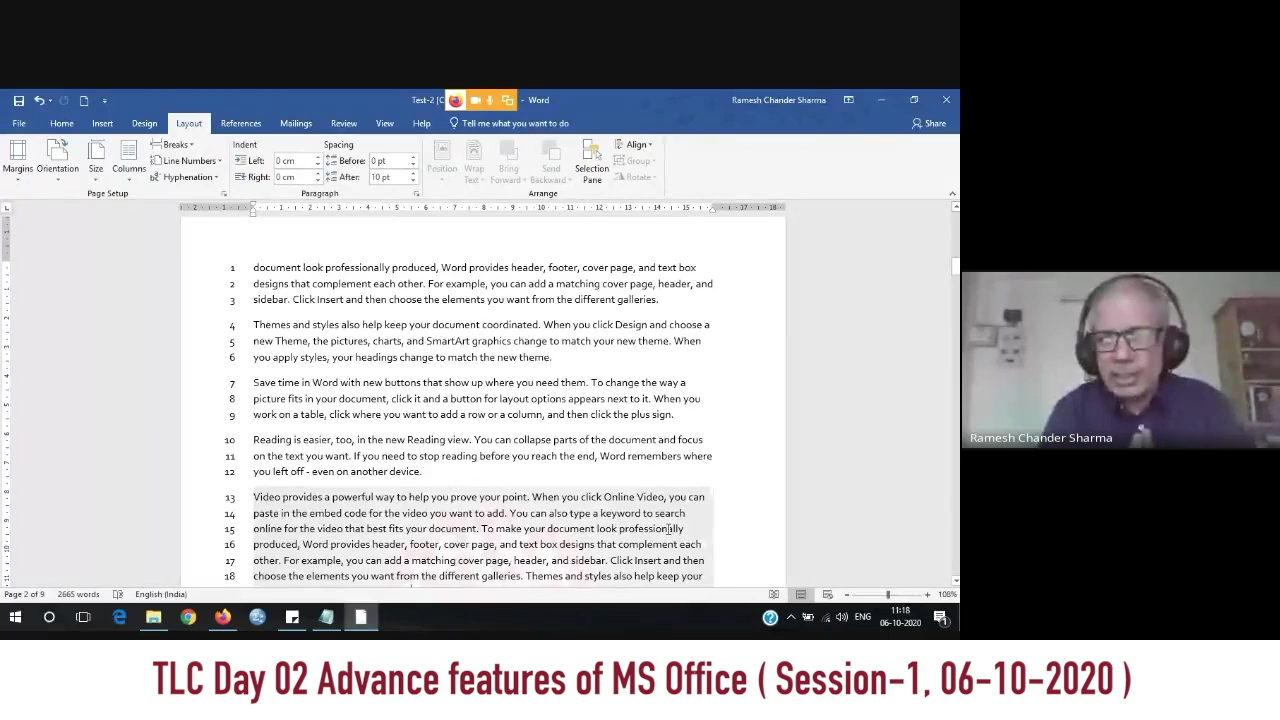 Test-2 [C - Word Ramesh Chander Sharma
File Home Insert Design Layout References Mailings Review View Help Tell me what you want to do Share
Margins Orientation Size Columns
Breaks
Line Numbers
Hyphenation
Page Setup
Indent Spacing
Left: 0 cm Before: 0 pt
Right: 0 cm After: 10 pt
Paragraph
Position Wrap Text Bring Forward Send Backward Selection Pane
Align
Group
Rotate
Arrange
2 1 1 2 3 4 5 6 7 8 9 10 11 12 13 14 15 17 18
1 document look professionally produced, Word provides header, footer, cover page, and text box
2 designs that complement each other. For example, you can add a matching cover page, header, and
3 sidebar. Click Insert and then choose the elements you want from the different galleries.
4 Themes and styles also help keep your document coordinated. When you click Design and choose a
5 new Theme, the pictures, charts, and SmartArt graphics change to match your new theme. When
6 you apply styles, your headings change to match the new theme.
7 Save time in Word with new buttons that show up where you need them. To change the way a
8 picture fits in your document, click it and a button for layout options appears next to it. When you
9 work on a table, click where you want to add a row or a column, and then click the plus sign.
10 Reading is easier, too, in the new Reading view. You can collapse parts of the document and focus
11 on the text you want. If you need to stop reading before you reach the end, Word remembers where
12 you left off - even on another device.
13 Video provides a powerful way to help you prove your point. When you click Online Video, you can
14 paste in the embed code for the video you want to add. You can also type a keyword to search
15 online for the video that best fits your document. To make your document look professionally
16 produced, Word provides header, footer, cover page, and text box designs that complement each
17 other. For example, you can add a matching cover page, header, and sidebar. Click Insert and then
18 choose the elements you want from the different galleries. Themes and styles also help keep your
Page 2 of 9 2665 words English (India) 108%
ENG 11:18
06-10-2020
Ramesh Chander Sharma
TLC Day 02 Advance features of MS Office ( Session-1, 06-10-2020 )